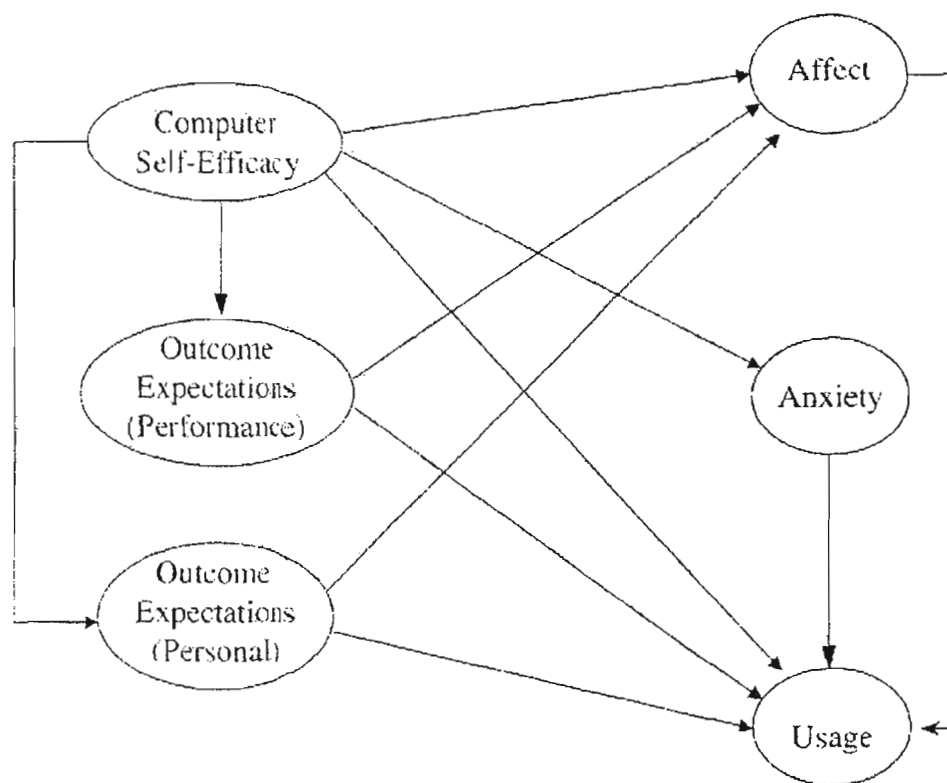 Affect
Computer
Self-Efficacy
Outcome
Expectations
(Performance)
Anxiety
Outcome
Expectations
(Personal)
Usage